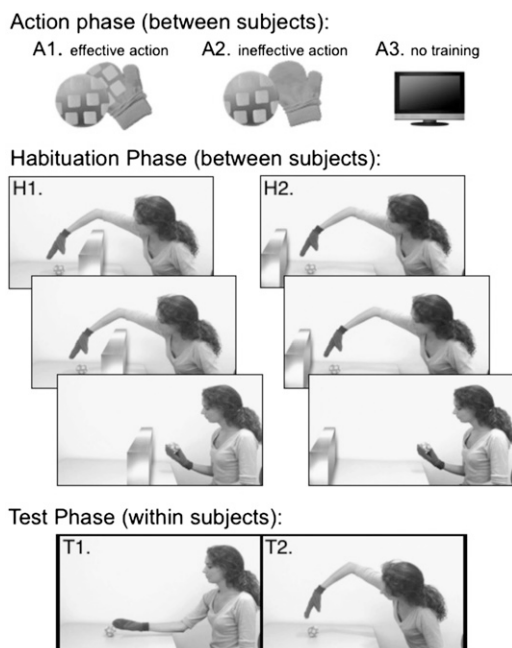 Action phase (between subjects):
A1. effective action A2. ineffective action A3. no training
Habituation Phase (between subjects):
H1. H2.
Test Phase (within subjects):
T1. T2.